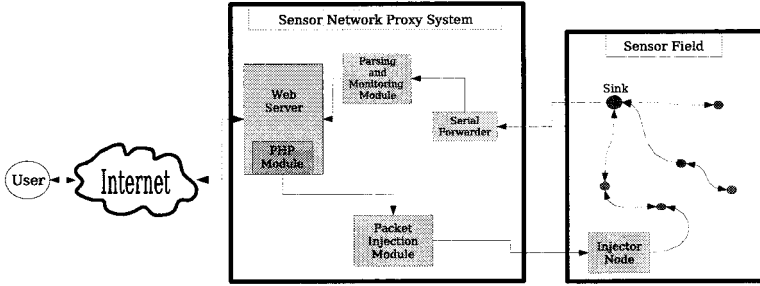 Sensor Network Proxy System
Sensor Field
Parsing
and
Monitoring
Module
Web
Server
Sink
Serial
Forwarder
PHP
Module
User
Internet
Packet
Injection
Module
Injector
Node